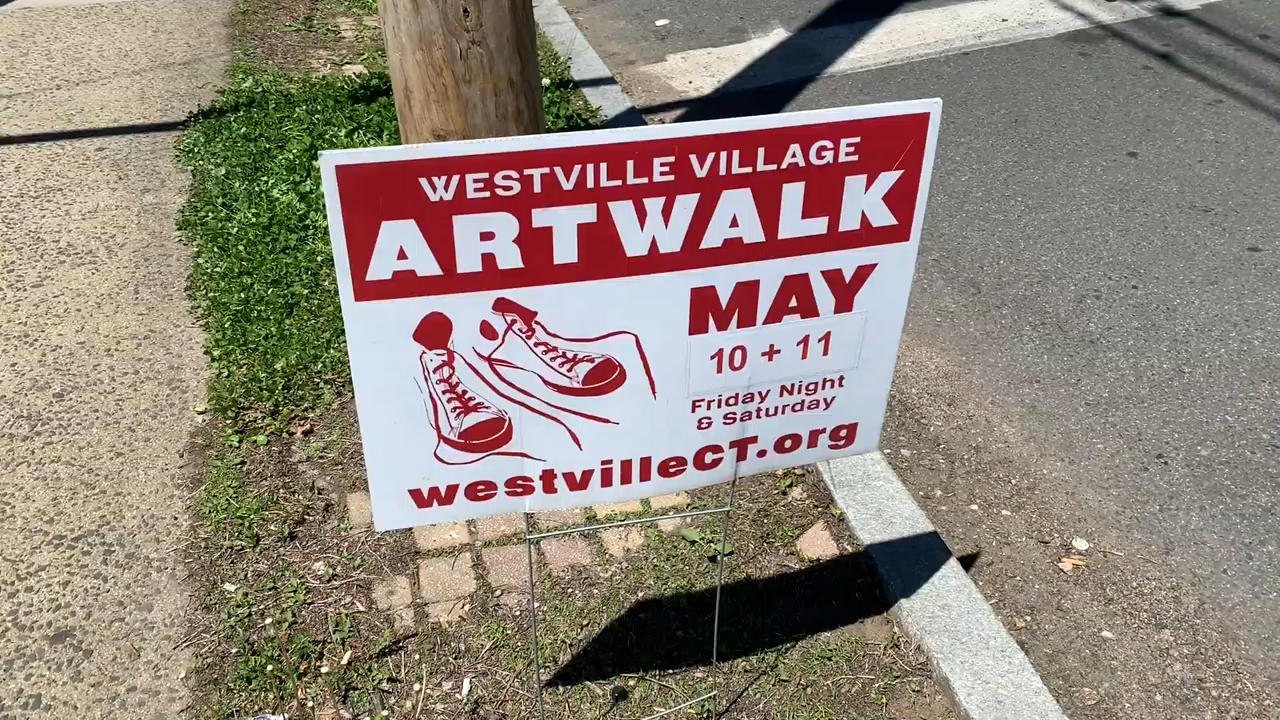 WESTVILLE VILLAGE
ARTWALK
MAY
10 + 11
Friday Night
& Saturday
westvilleCT.org